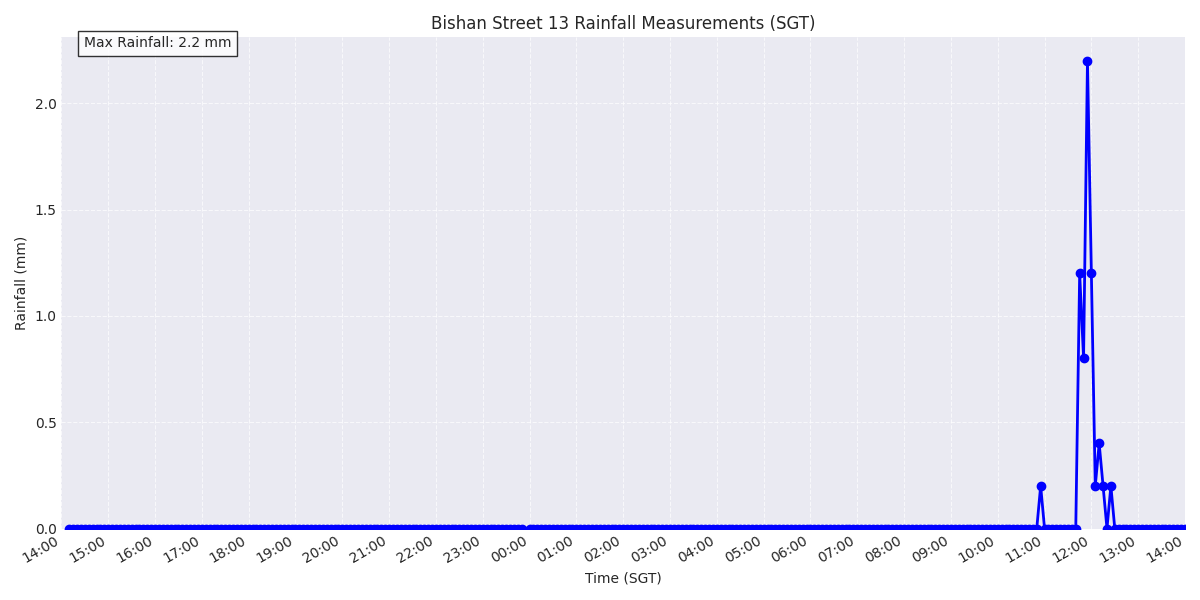 Bishan Street 13 Rainfall Measurements (SGT)
Max Rainfall: 2.2 mm
Rainfall (mm)
2.0
1.5
1.0
0.5
0.0
14:00 15:00 16:00 17:00 18:00 19:00 20:00 21:00 22:00 23:00 00:00 01:00 02:00 03:00 04:00 05:00 06:00 07:00 08:00 09:00 10:00 11:00 12:00 13:00 14:00
Time (SGT)